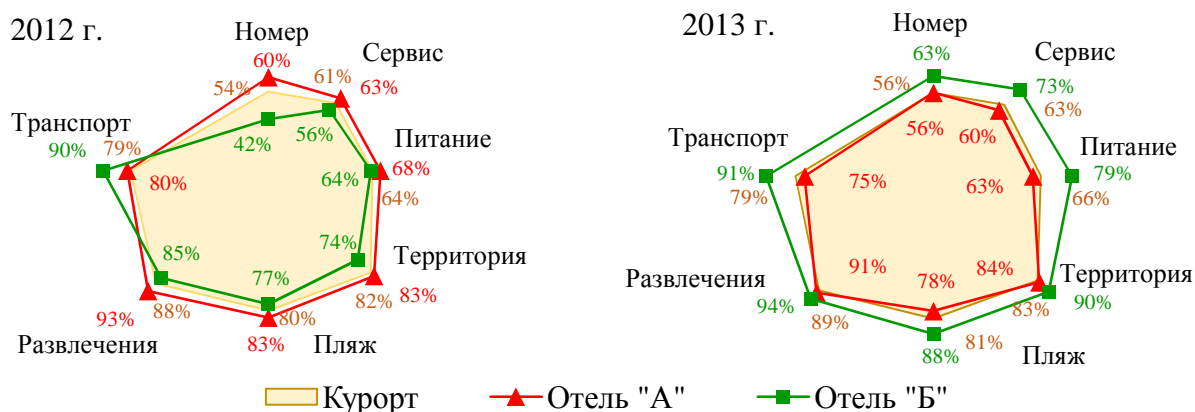 2012 г.
Номер
60%
54%
Сервис
61%
63%
Транспорт
90%
79%
80%
42%
56%
Питание
68%
64%
64%
74%
Территория
82%
83%
85%
77%
88%
93%
80%
83%
Развлечения
Пляж
2013 г.
Номер
63%
56%
56%
Сервис
73%
63%
60%
Транспорт
91%
79%
75%
63%
Питание
79%
66%
Развлечения
91%
78%
84%
Территория
94%
89%
83%
90%
88%
81%
Пляж
Курорт
Отель "А"
Отель "Б"